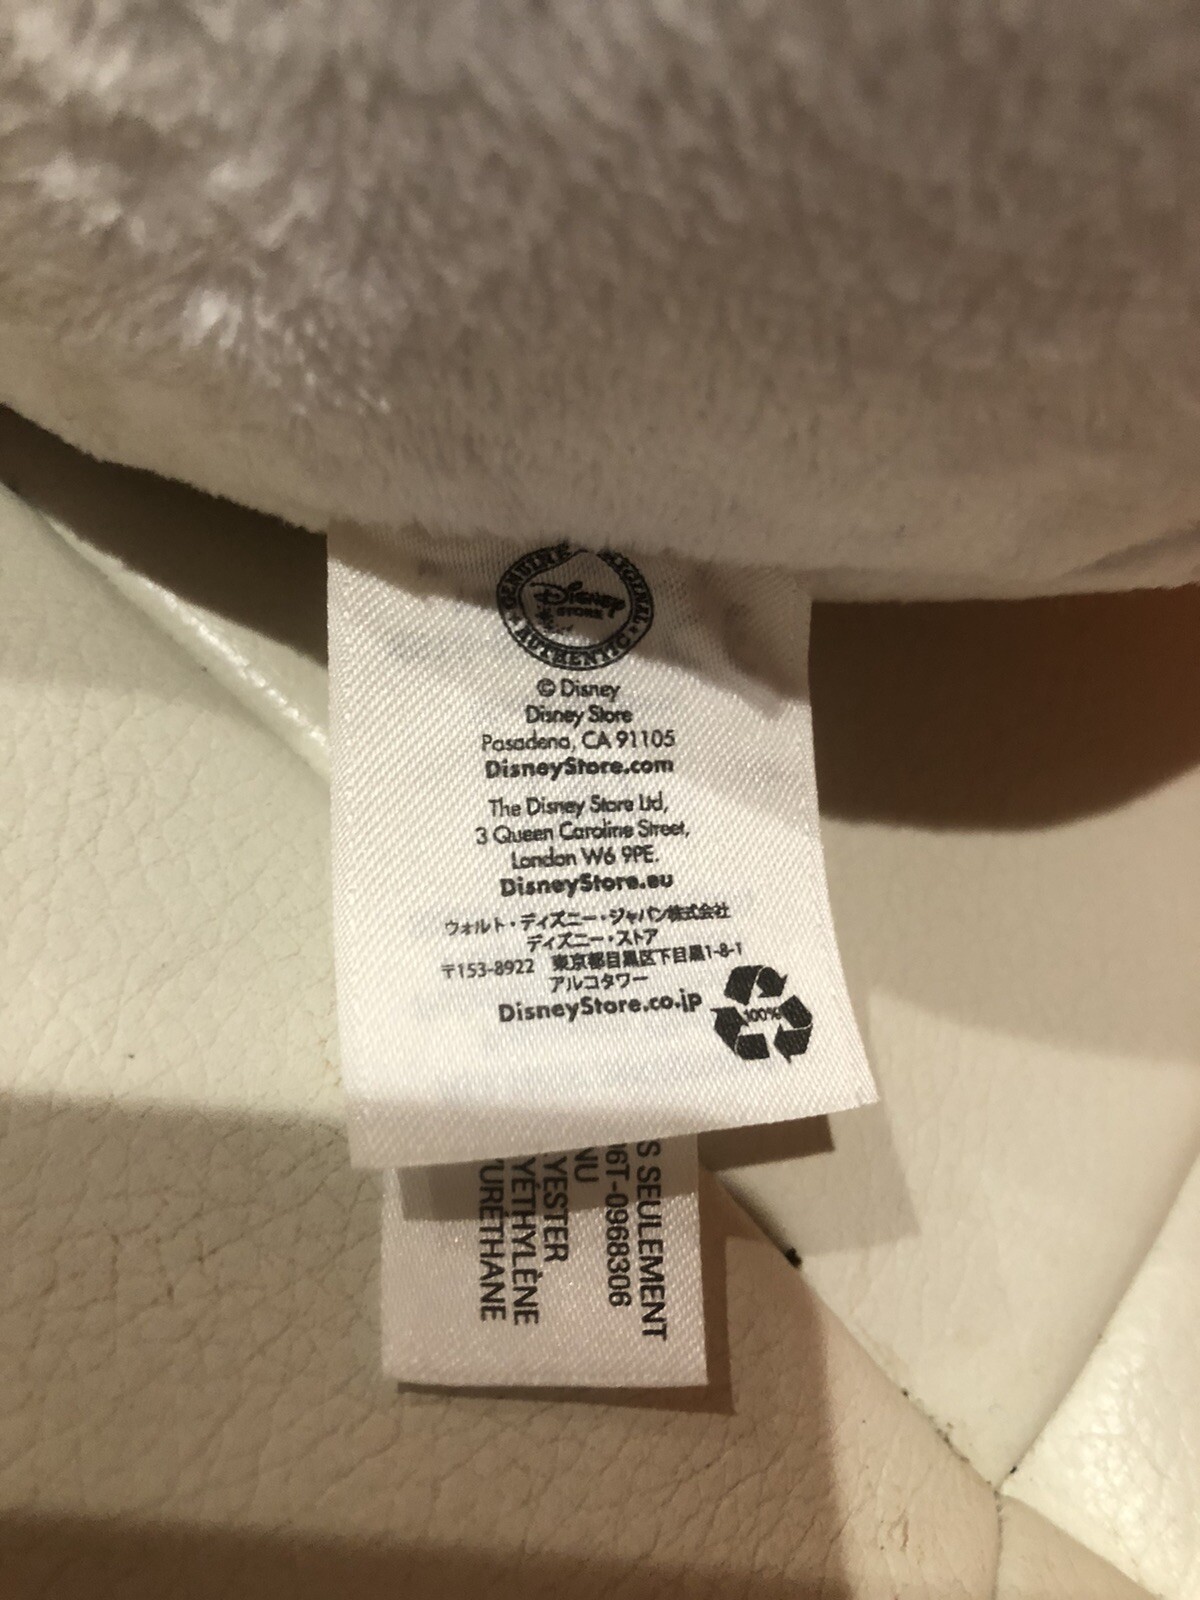 GENUINE ORIGINAL
Disney
STORE
AUTHENTIC
© Disney
Disney Store
Pasadena, CA 91105
DisneyStore.com
The Disney Store Ltd,
3 Queen Caroline Street,
London W6 9PE.
DisneyStore.eu
ウォルト・ディズニー・ジャパン株式会社
ディズニー・ストア
〒153-8922 東京都目黒区下目黒1-8-1
アルコタワー
DisneyStore.co.jp
100%
S SEULEMENT
6T-0968306
NU
YESTER
YÉTHYLÈNE
URÉTHANE